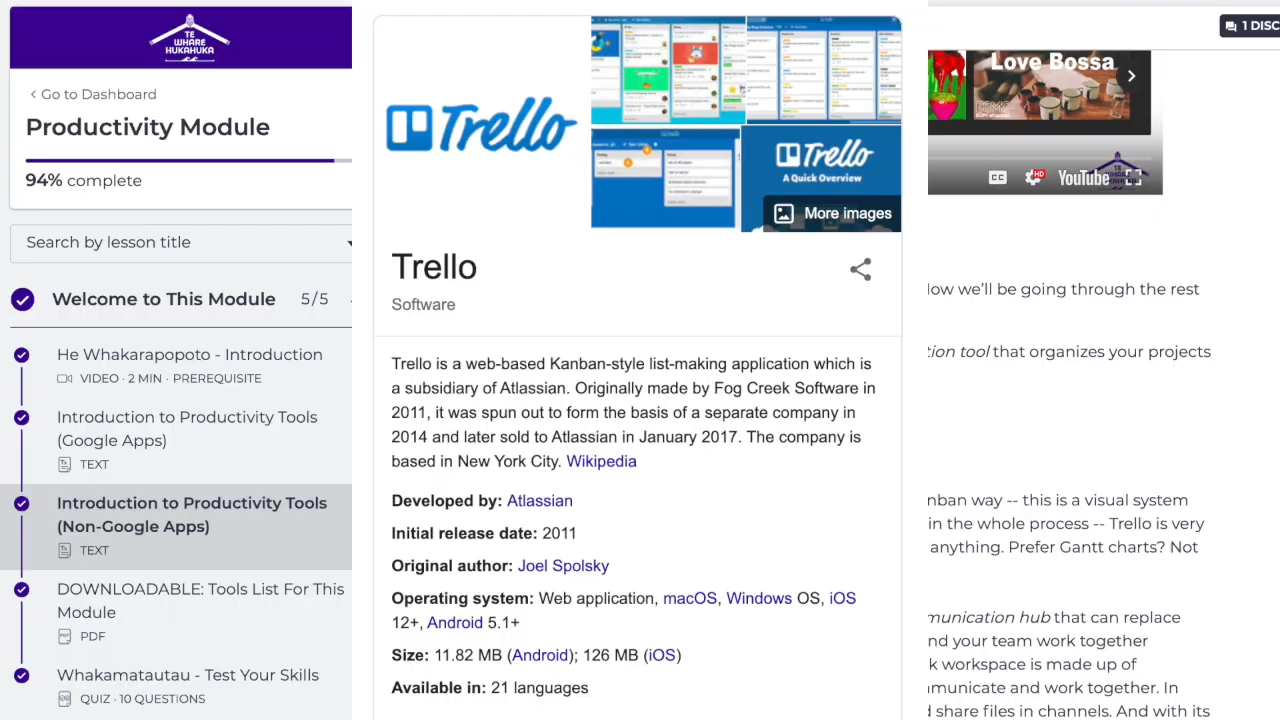 TE
WHARE
HUKAHUKA
< Go to Dashboard
Productivity Module
94% complete
Search by lesson title
Welcome to This Module 5/5
He Whakarapopoto - Introduction
VIDEO · 2 MIN · PREREQUISITE
Introduction to Productivity Tools
(Google Apps)
TEXT
Introduction to Productivity Tools
(Non-Google Apps)
TEXT
DOWNLOADABLE: Tools List For This
Module
PDF
Whakamatautau - Test Your Skills
QUIZ · 10 QUESTIONS
Trello
Trello
A Quick Overview
More images
Trello
Software
Trello is a web-based Kanban-style list-making application which is
a subsidiary of Atlassian. Originally made by Fog Creek Software in
2011, it was spun out to form the basis of a separate company in
2014 and later sold to Atlassian in January 2017. The company is
based in New York City. Wikipedia
Developed by: Atlassian
Initial release date: 2011
Original author: Joel Spolsky
Operating system: Web application, macOS, Windows OS, iOS
12+, Android 5.1+
Size: 11.82 MB (Android); 126 MB (iOS)
Available in: 21 languages
1 DISC
Love Bossa
CC
HD
YouTube
we'll be going through the rest
tion tool that organizes your projects
nban way -- this is a visual system
in the whole process -- Trello is very
anything. Prefer Gantt charts? Not
munication hub that can replace
nd your team work together
k workspace is made up of
mmunicate and work together. In
share files in channels. And with its